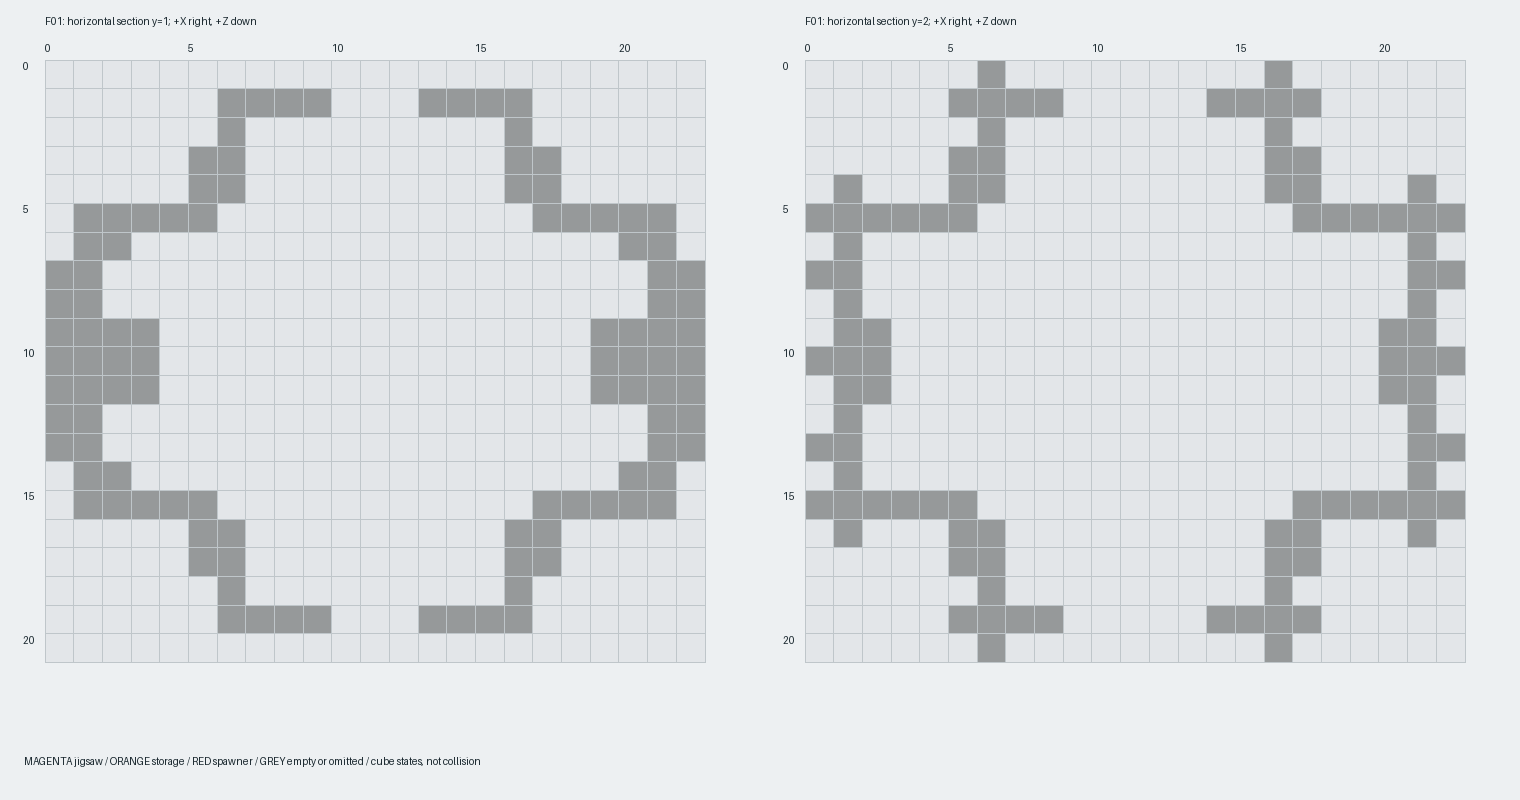 F01: horizontal section y=1; +X right, +Z down
F01: horizontal section y=2; +X right, +Z down
0 5 10 15 20
0 5 10 15 20
0
5
10
15
20
0
5
10
15
20
MAGENTA jigsaw / ORANGE storage / RED spawner / GREY empty or omitted / cube states, not collision